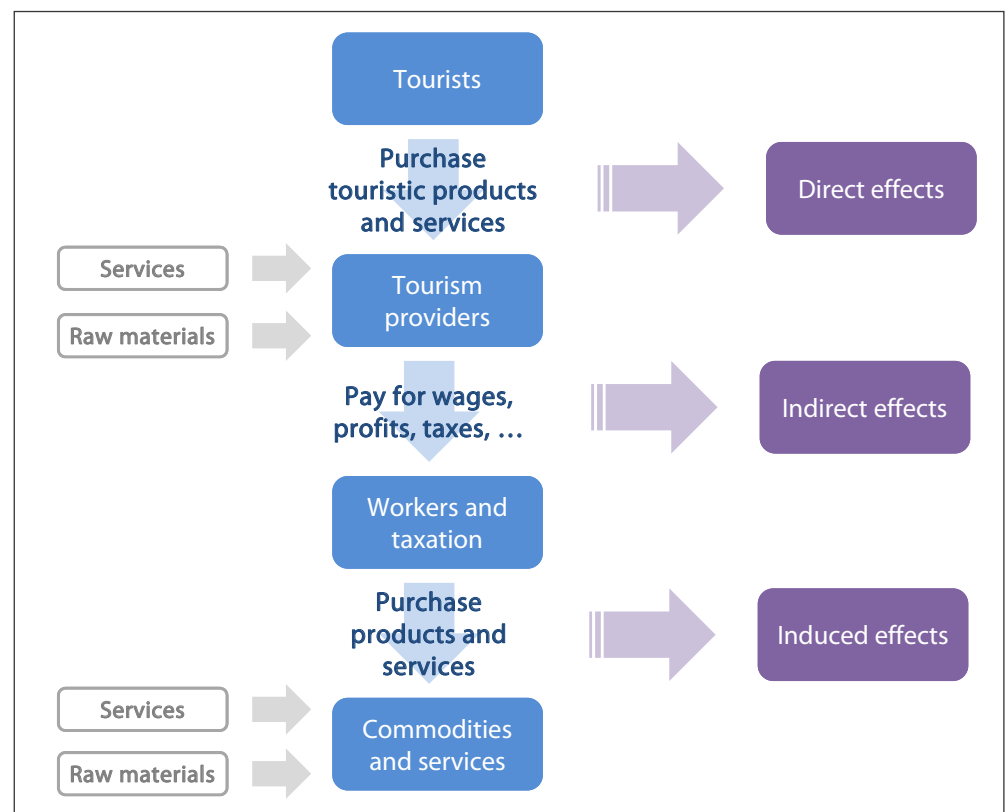 Tourists
Purchase
touristic products
and services
Direct effects
Services
Raw materials
Tourism
providers
Pay for wages,
profits, taxes, ...
Indirect effects
Workers and
taxation
Purchase
products and
services
Induced effects
Services
Raw materials
Commodities
and services